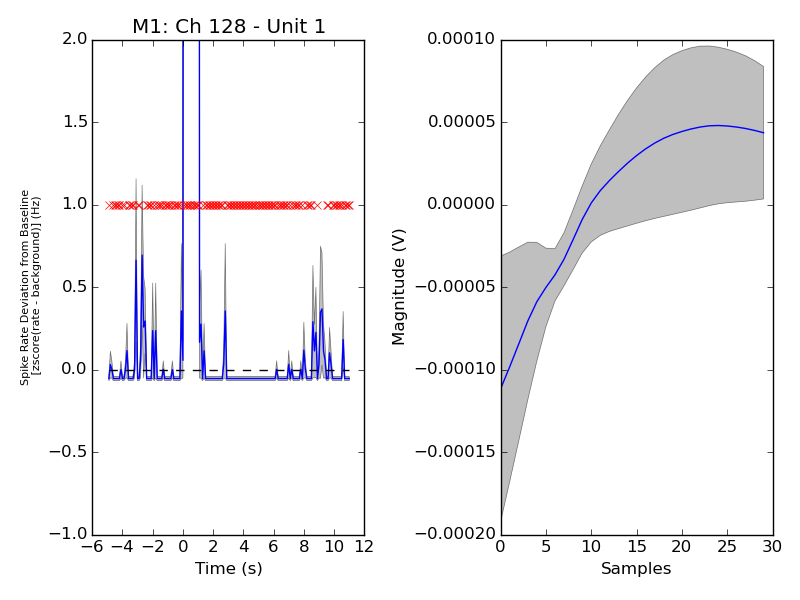 M1: Ch 128 - Unit 1
Spike Rate Deviation from Baseline
[zscore(rate - background)] (Hz)
2.0
1.5
1.0
0.5
0.0
−0.5
−1.0
−6 −4 −2 0 2 4 6 8 10 12
Time (s)
Magnitude (V)
0.00010
0.00005
0.00000
−0.00005
−0.00010
−0.00015
−0.00020
0 5 10 15 20 25 30
Samples